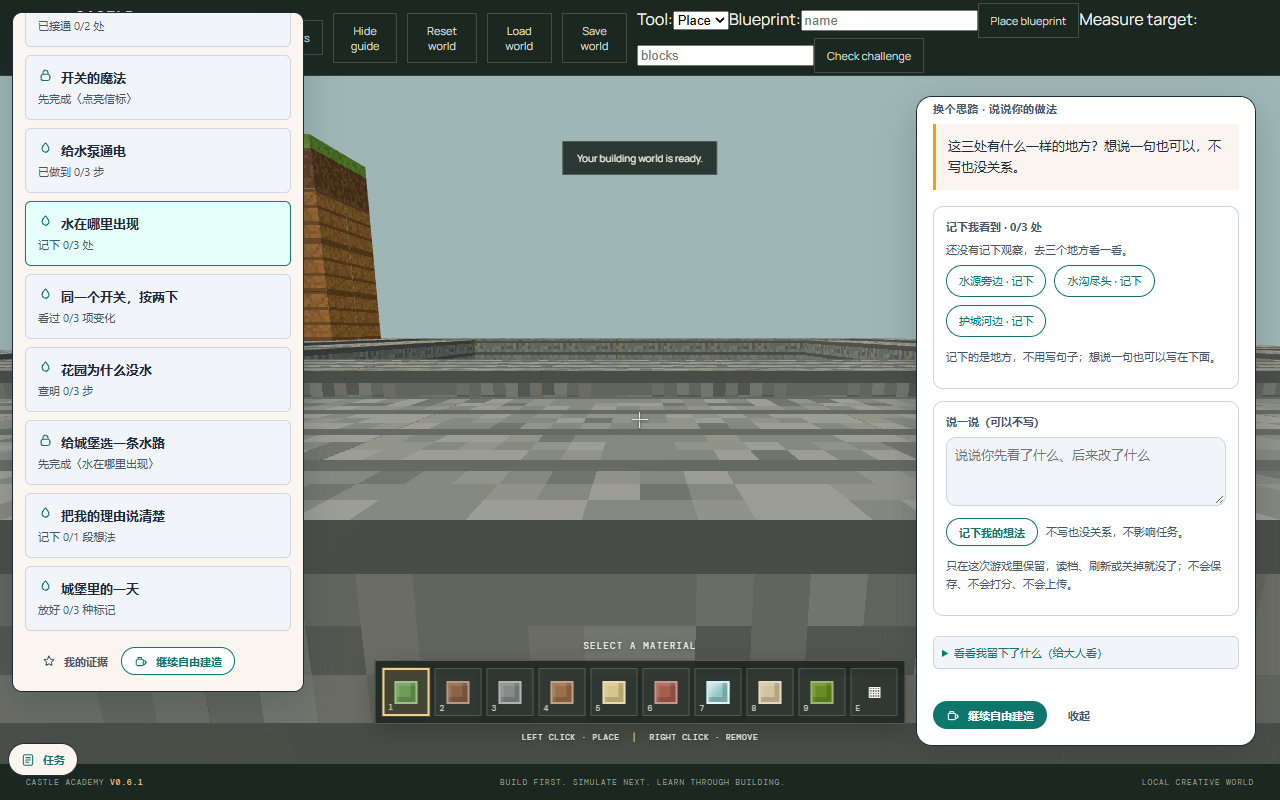 已接通 0/2 处
开关的魔法
先完成〈点亮信标〉
给水泵通电
已做到 0/3 步
水在哪里出现
记下 0/3 处
同一个开关，按两下
看过 0/3 项变化
花园为什么没水
查明 0/3 步
给城堡选一条水路
先完成〈水在哪里出现〉
把我的理由说清楚
记下 0/1 段想法
城堡里的一天
放好 0/3 种标记
我的证据
继续自由建造
任务
Hide
guide
Reset
world
Load
world
Save
world
Tool: Place Blueprint: name Place blueprint Measure target:
blocks Check challenge
Your building world is ready.
换个思路 · 说说你的做法
这三处有什么一样的地方？想说一句也可以，不
写也没关系。
记下我看到 · 0/3 处
还没有记下观察，去三个地方看一看。
水源旁边 · 记下
水沟尽头 · 记下
护城河边 · 记下
记下的是地方，不用写句子；想说一句也可以写在下面。
说一说（可以不写）
说说你先看了什么、后来改了什么
记下我的想法
不写也没关系，不影响任务。
只在这次游戏里保留，读档、刷新或关掉就没了；不会保
存、不会打分、不会上传。
看看我留下了什么（给大人看）
继续自由建造
收起
SELECT A MATERIAL
1 2 3 4 5 6 7 8 9 E
LEFT CLICK · PLACE | RIGHT CLICK · REMOVE
CASTLE ACADEMY V0.6.1
BUILD FIRST. SIMULATE NEXT. LEARN THROUGH BUILDING.
LOCAL CREATIVE WORLD